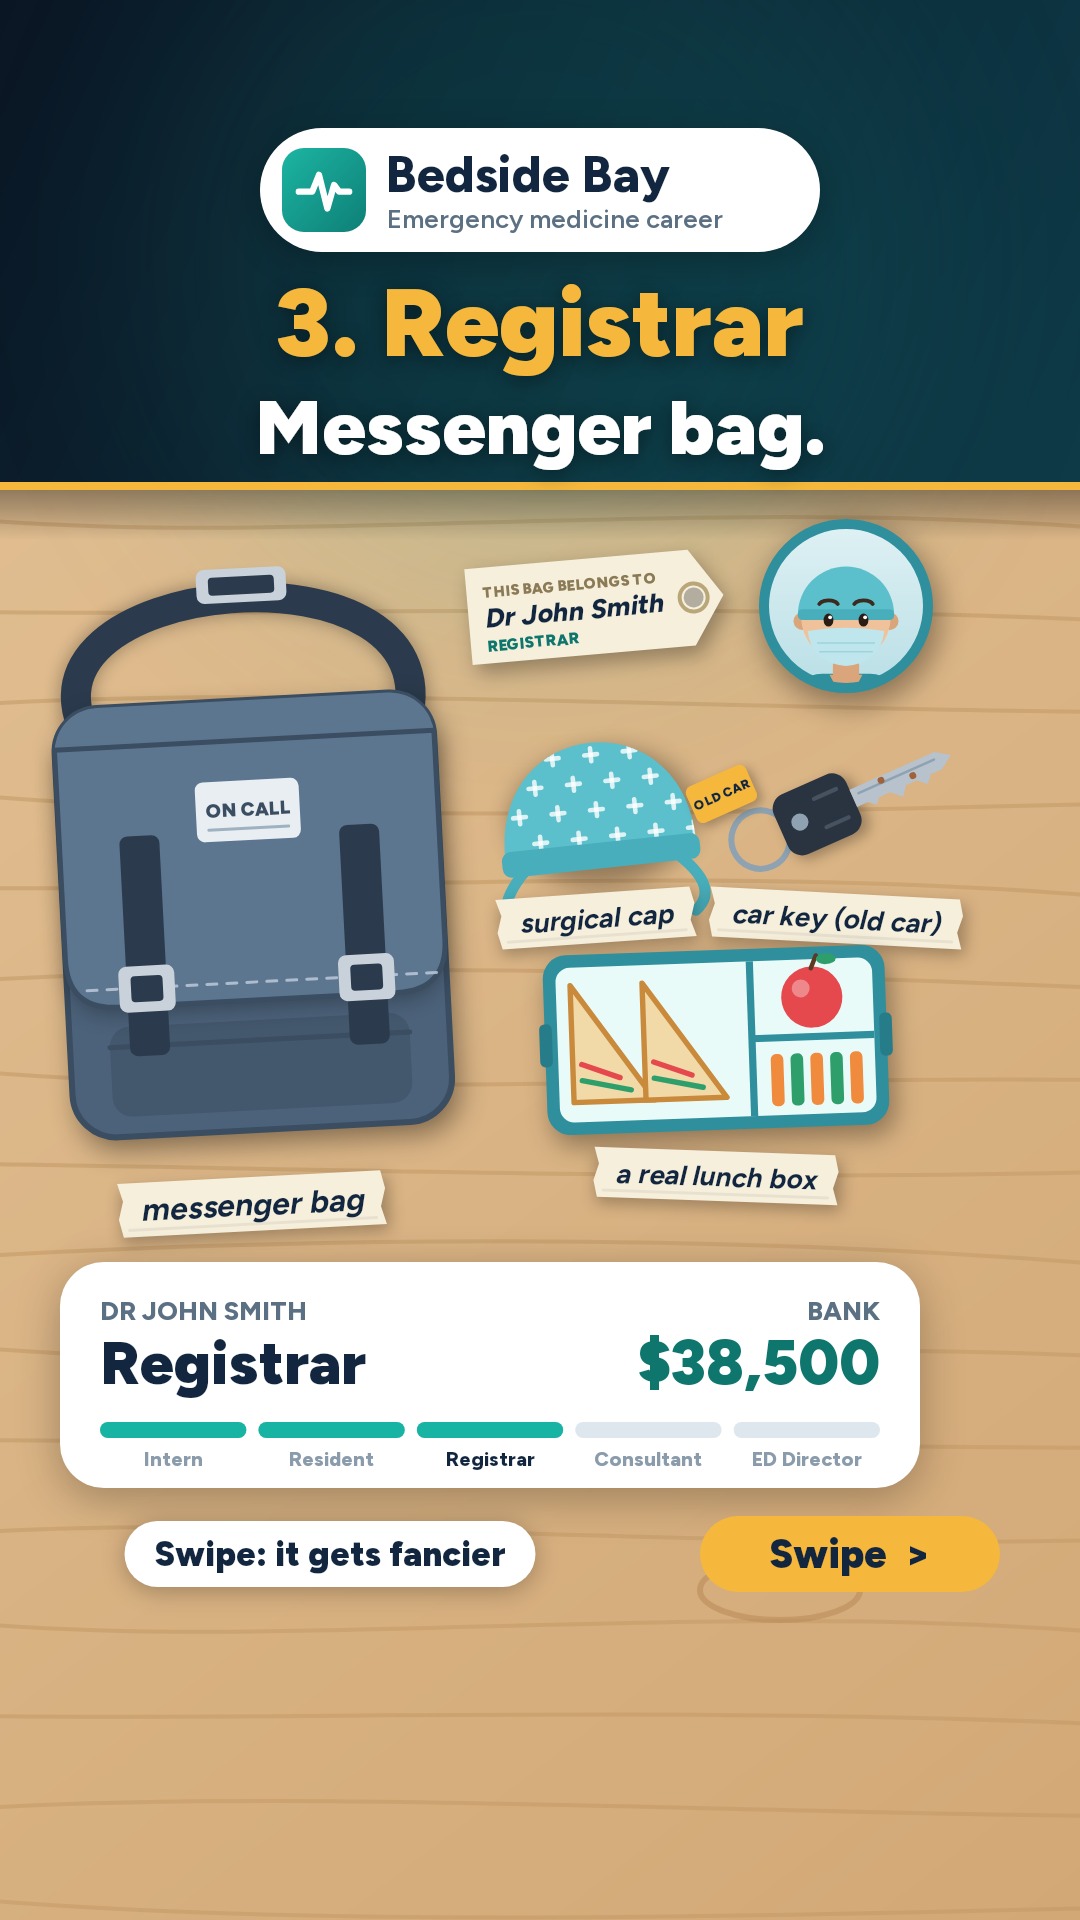 Bedside Bay
Emergency medicine career
3. Registrar
Messenger bag.
THIS BAG BELONGS TO
Dr John Smith
REGISTRAR
ON CALL
OLD CAR
surgical cap
car key (old car)
a real lunch box
messenger bag
DR JOHN SMITH
BANK
Registrar
$38,500
Intern
Resident
Registrar
Consultant
ED Director
Swipe: it gets fancier
Swipe >